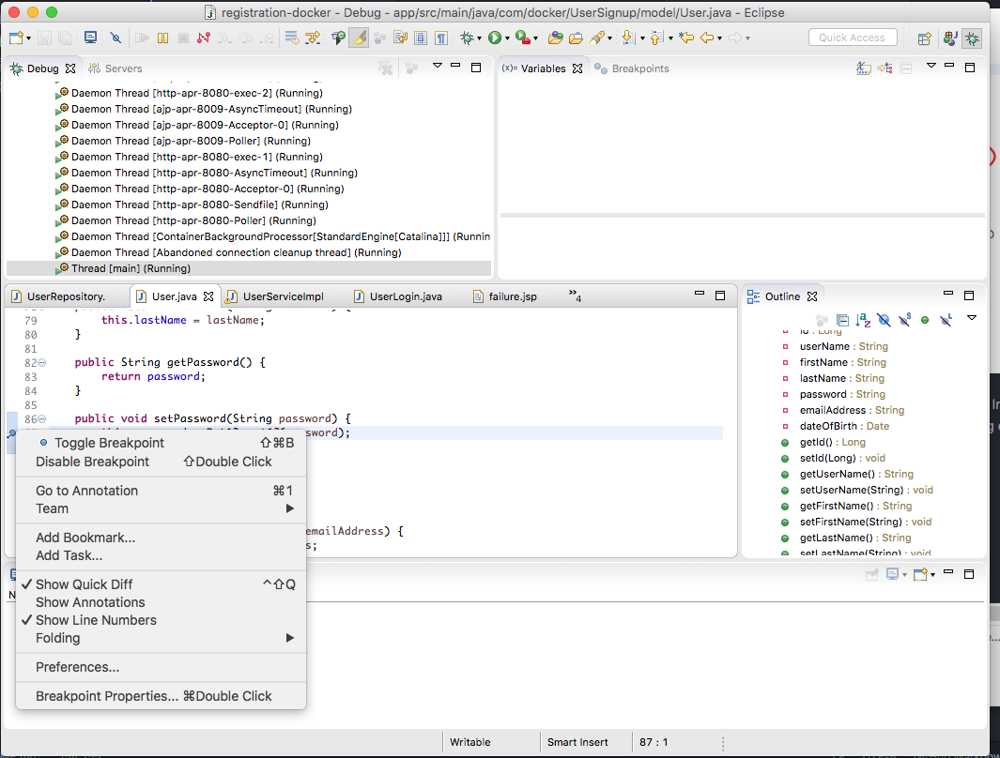 registration-docker - Debug - app/src/main/java/com/docker/UserSignup/model/User.java - Eclipse
Quick Access
Debug
Servers
Daemon Thread [http-apr-8080-exec-2] (Running)
Daemon Thread [ajp-apr-8009-AsyncTimeout] (Running)
Daemon Thread [ajp-apr-8009-Acceptor-0] (Running)
Daemon Thread [ajp-apr-8009-Poller] (Running)
Daemon Thread [http-apr-8080-exec-1] (Running)
Daemon Thread [http-apr-8080-AsyncTimeout] (Running)
Daemon Thread [http-apr-8080-Acceptor-0] (Running)
Daemon Thread [http-apr-8080-Sendfile] (Running)
Daemon Thread [http-apr-8080-Poller] (Running)
Daemon Thread [ContainerBackgroundProcessor[StandardEngine[Catalina]]] (Runnin
Daemon Thread [Abandoned connection cleanup thread] (Running)
Thread [main] (Running)
(x)= Variables
Breakpoints
UserRepository.
User.java
UserServiceImpl
UserLogin.java
failure.jsp
»4
79 this.lastName = lastName;
80 }
81
82 public String getPassword() {
83 return password;
84 }
85
86 public void setPassword(String password) {
sword);
emailAddress) {
s;
Toggle Breakpoint ⇧⌘B
Disable Breakpoint ⇧Double Click
Go to Annotation ⌘1
Team
Add Bookmark...
Add Task...
✓ Show Quick Diff ^⇧Q
Show Annotations
✓ Show Line Numbers
Folding
Preferences...
Breakpoint Properties... ⌘Double Click
Outline
id : Long
userName : String
firstName : String
lastName : String
password : String
emailAddress : String
dateOfBirth : Date
getId() : Long
setId(Long) : void
getUserName() : String
setUserName(String) : void
getFirstName() : String
setFirstName(String) : void
getLastName() : String
setLastName(String) : void
Writable
Smart Insert
87 : 1